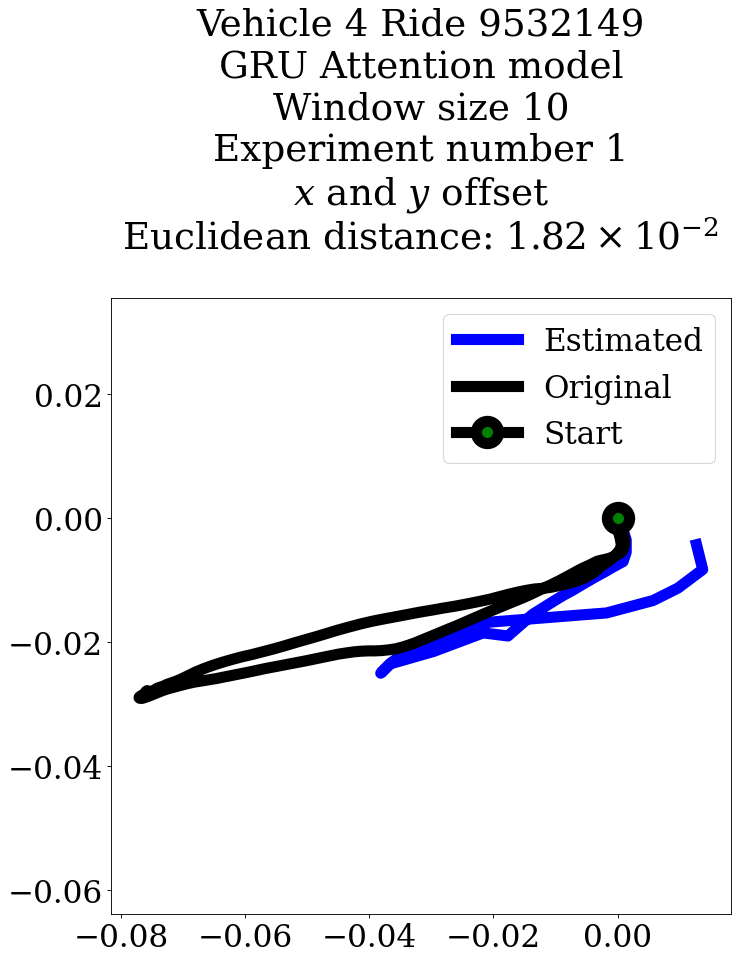 Vehicle 4 Ride 9532149
GRU Attention model
Window size 10
Experiment number 1
x and y offset
Euclidean distance: 1.82 × 10⁻²
Estimated
Original
Start
0.02
0.00
−0.02
−0.04
−0.06
−0.08 −0.06 −0.04 −0.02 0.00